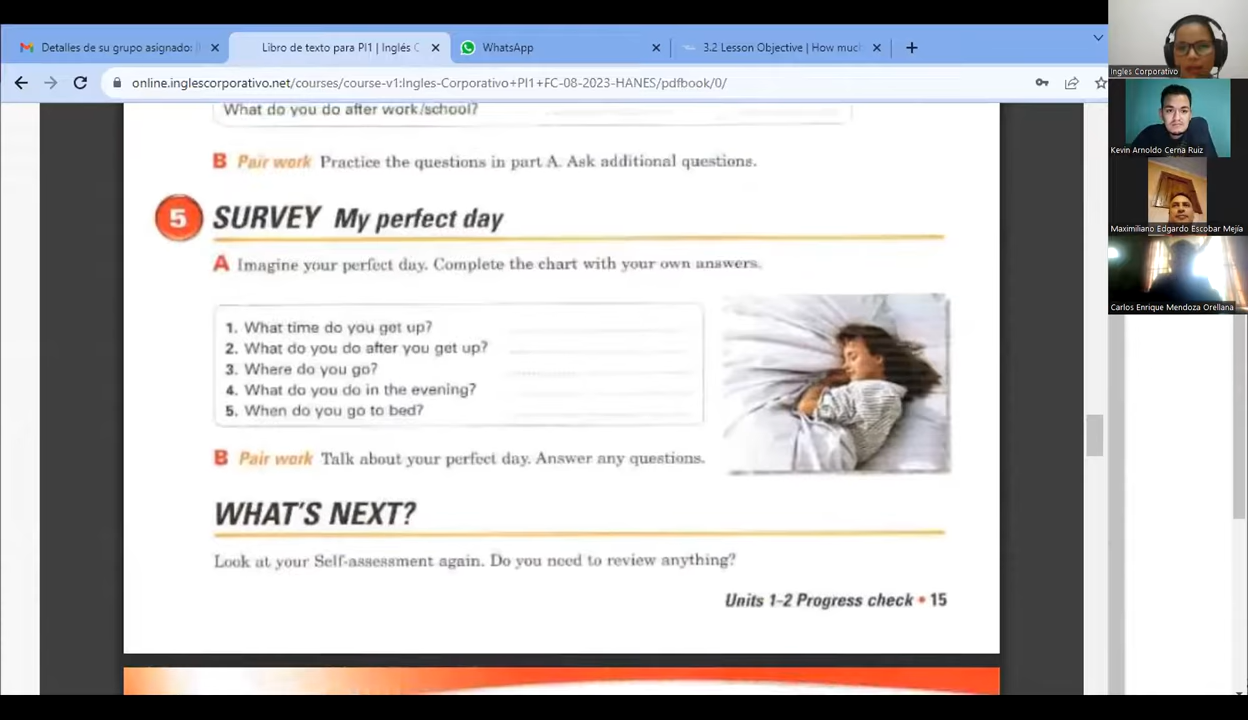 Detalles de su grupo asignado:
Libro de texto para PI1 | Inglés C
WhatsApp
3.2 Lesson Objective | How much
online.inglescorporativo.net/courses/course-v1:Ingles-Corporativo+PI1+FC-08-2023-HANES/pdfbook/0/
Ingles Corporativo
Kevin Arnoldo Cerna Ruiz
Maximiliano Edgardo Escobar Mejía
Carlos Enrique Mendoza Orellana
What do you do after work/school?
B Pair work Practice the questions in part A. Ask additional questions.
5 SURVEY My perfect day
A Imagine your perfect day. Complete the chart with your own answers.
1. What time do you get up?
2. What do you do after you get up?
3. Where do you go?
4. What do you do in the evening?
5. When do you go to bed?
B Pair work Talk about your perfect day. Answer any questions.
WHAT'S NEXT?
Look at your Self-assessment again. Do you need to review anything?
Units 1-2 Progress check • 15